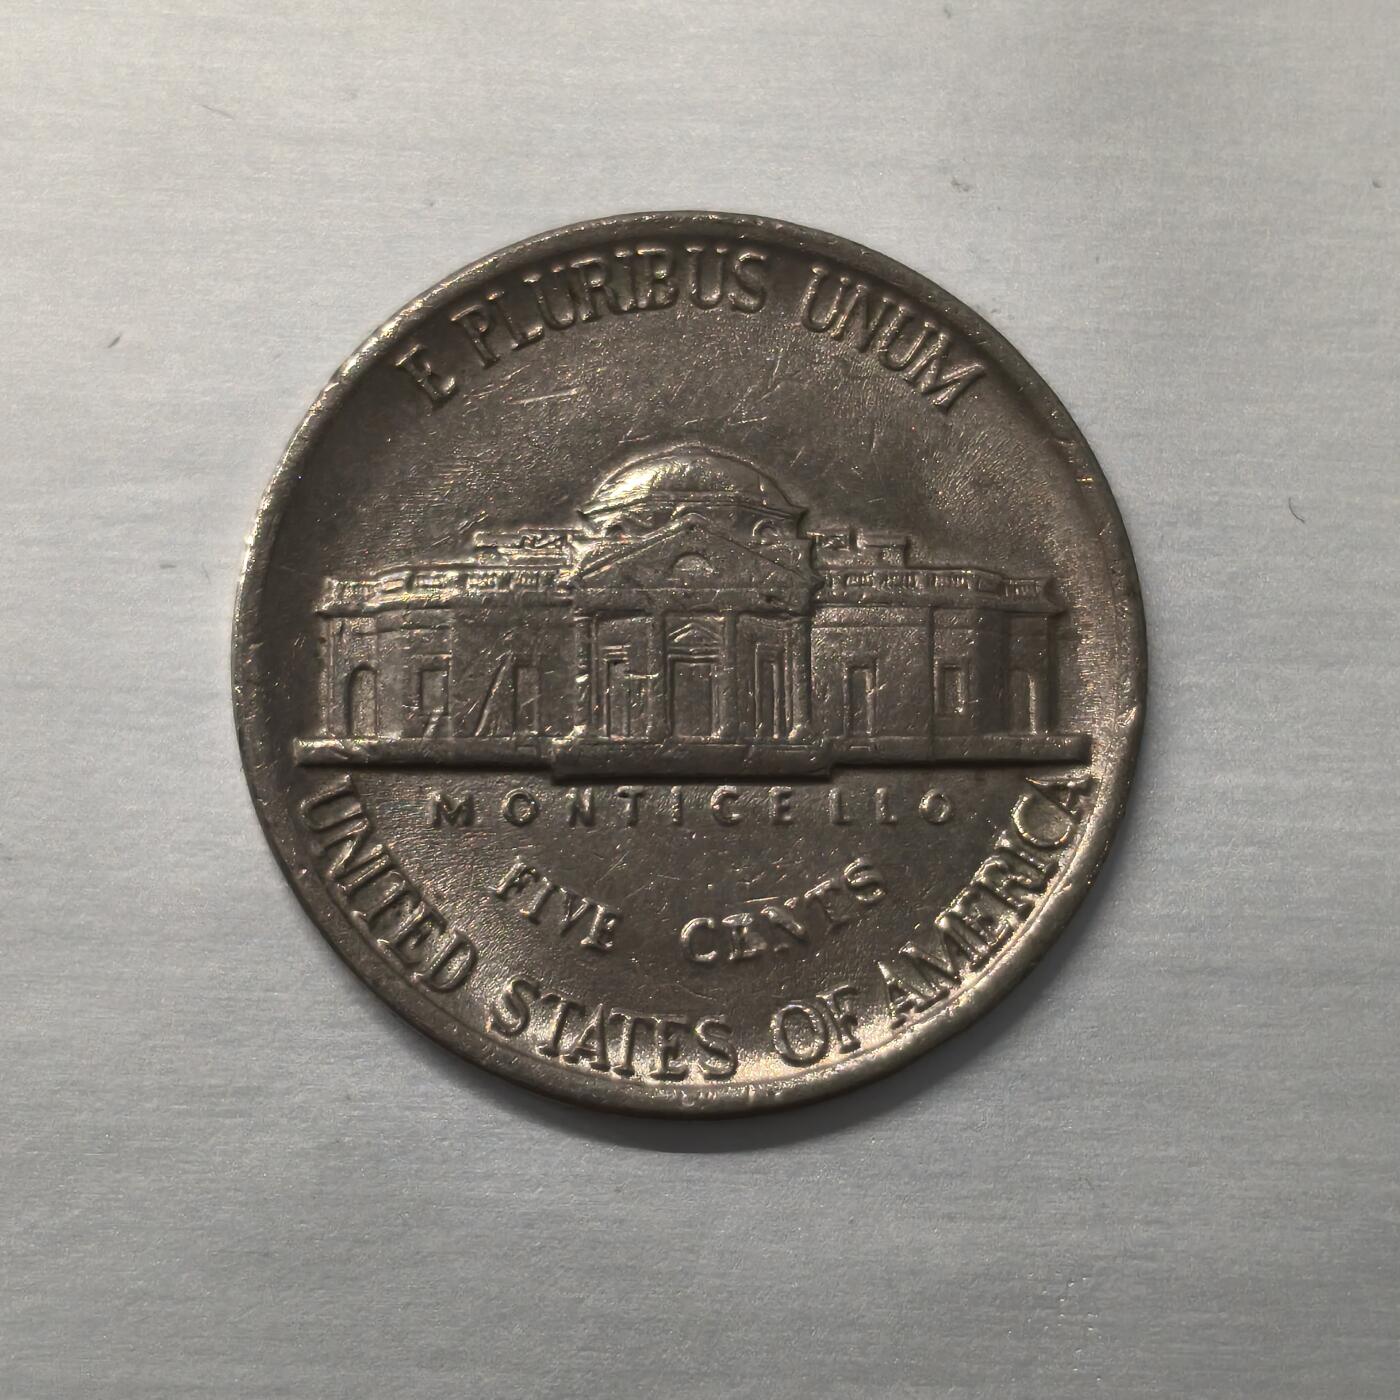 E PLURIBUS UNUM
MONTICELLO
FIVE CENTS
UNITED STATES OF AMERICA